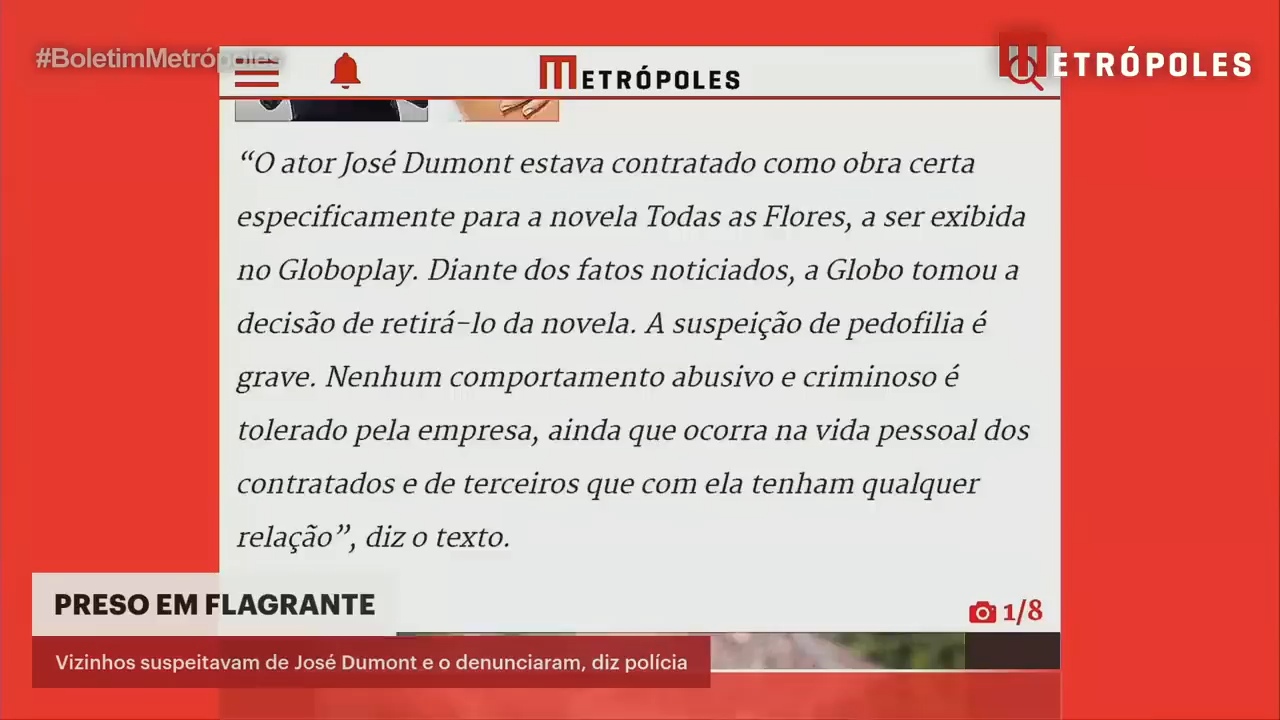 #BoletimMetrópoles
METRÓPOLES
METRÓPOLES
“O ator José Dumont estava contratado como obra certa
especificamente para a novela Todas as Flores, a ser exibida
no Globoplay. Diante dos fatos noticiados, a Globo tomou a
decisão de retirá-lo da novela. A suspeição de pedofilia é
grave. Nenhum comportamento abusivo e criminoso é
tolerado pela empresa, ainda que ocorra na vida pessoal dos
contratados e de terceiros que com ela tenham qualquer
relação”, diz o texto.
1/8
PRESO EM FLAGRANTE
Vizinhos suspeitavam de José Dumont e o denunciaram, diz polícia